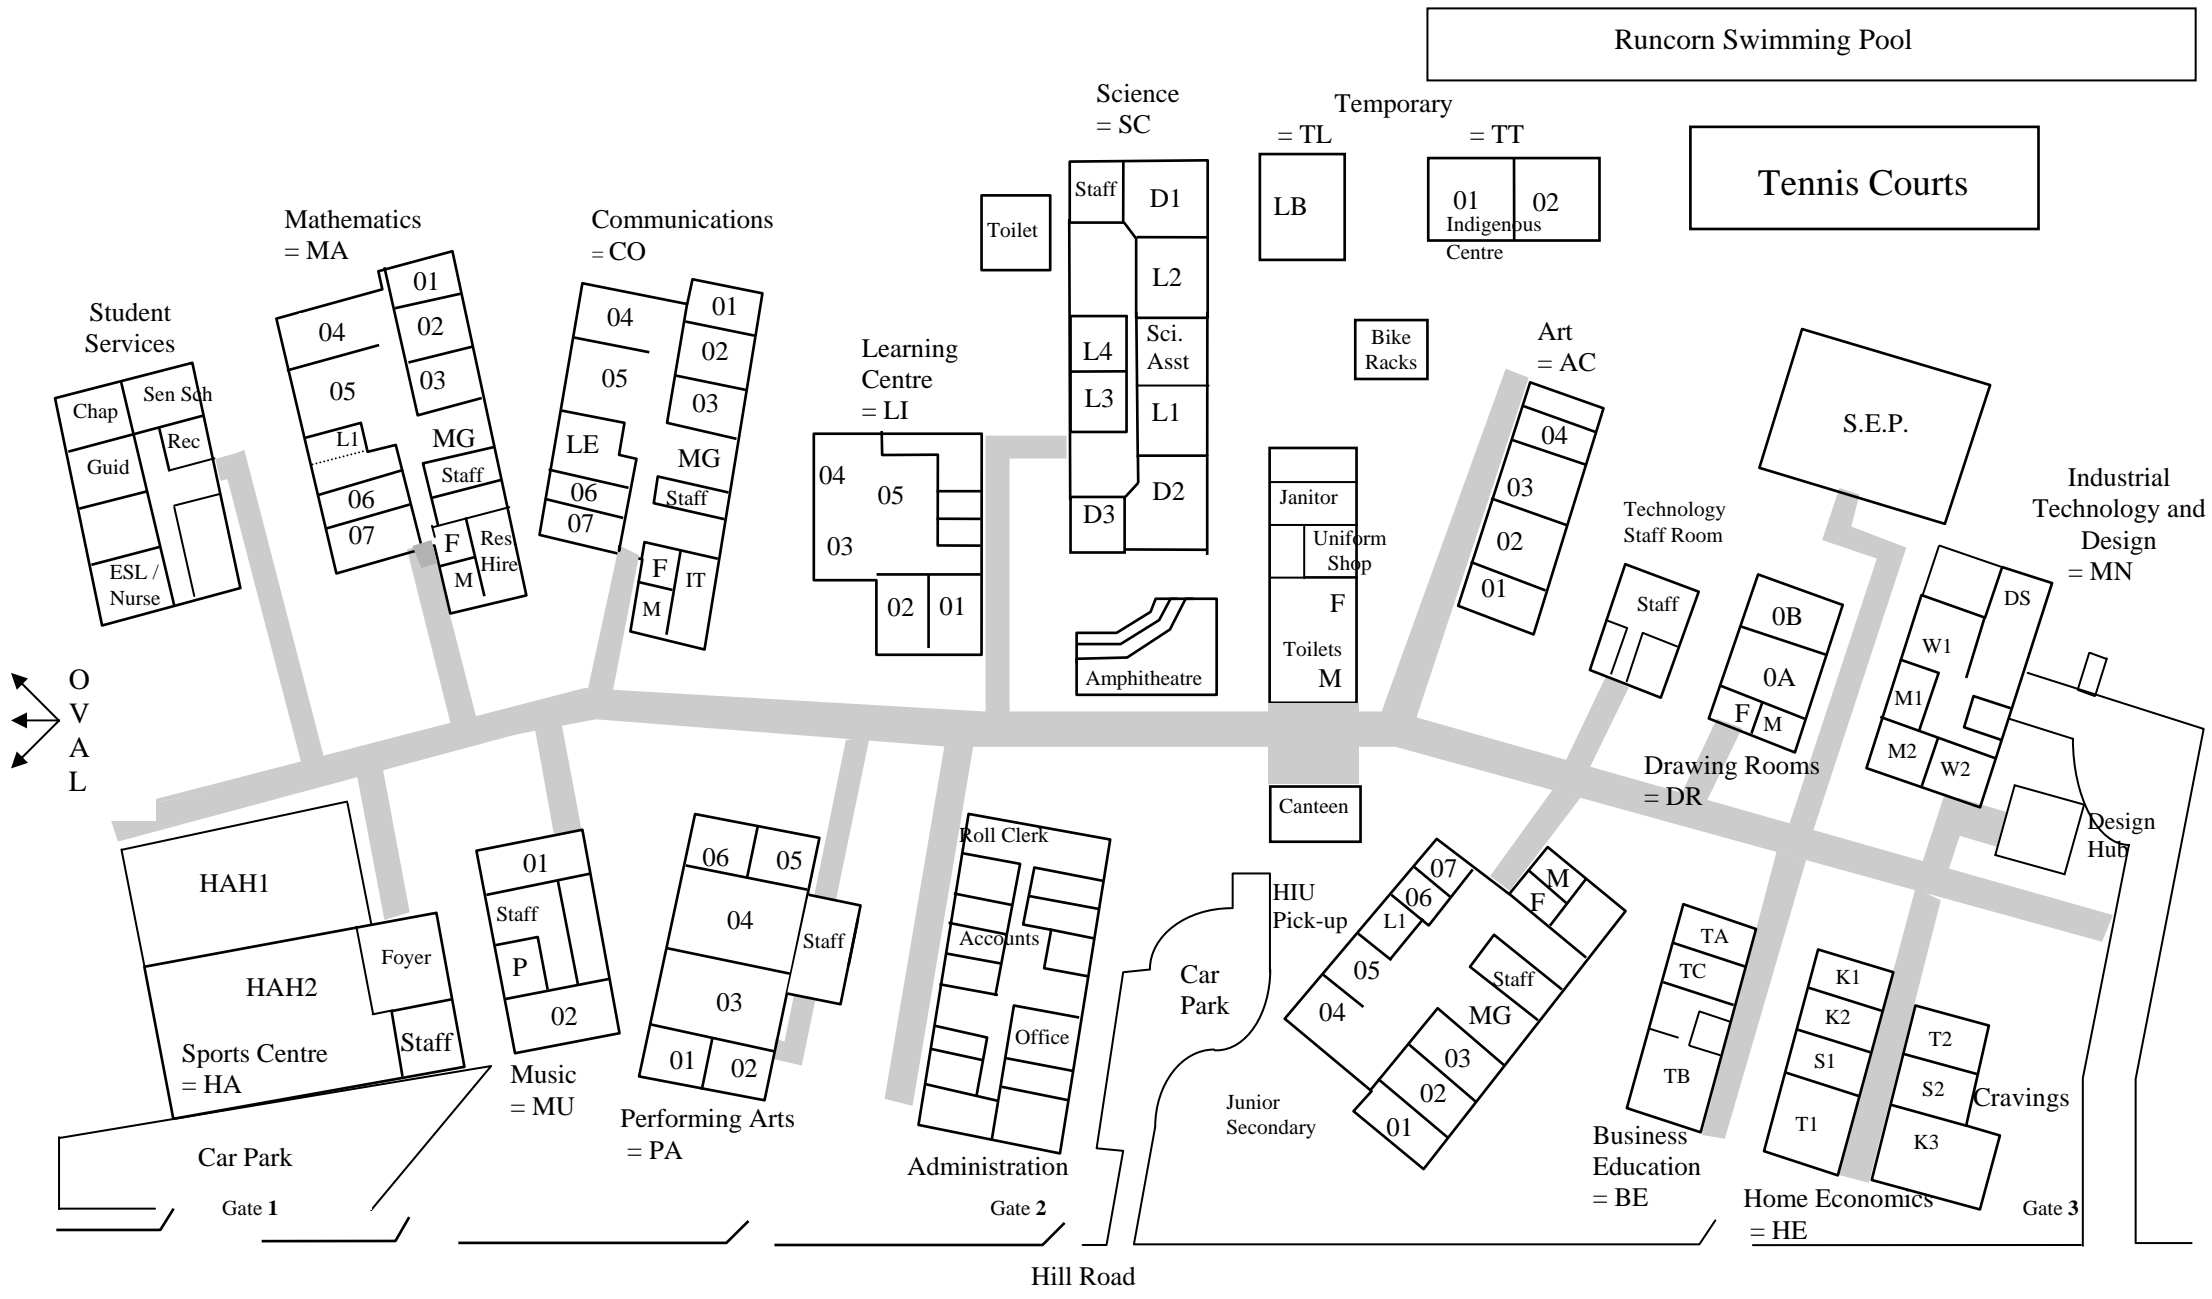 Runcorn Swimming Pool
Temporary
= TL
= TT
Science
= SC
Tennis Courts
LB
01
02
Indigenous
Centre
Toilet
Staff
D1
L2
Sci.
Asst
L4
L3
L1
D2
D3
Mathematics
= MA
01
02
03
04
05
L1
MG
Staff
06
07
F
M
Res
Hire
Communications
= CO
01
02
03
04
05
LE
MG
Staff
06
07
F
M
IT
Student
Services
Chap
Sen Sch
Rec
Guid
ESL /
Nurse
Learning
Centre
= LI
04
05
03
02
01
Bike
Racks
Art
= AC
04
03
02
01
S.E.P.
Janitor
Uniform
Shop
F
Toilets
M
Amphitheatre
Technology
Staff Room
Staff
0B
0A
F
M
Drawing Rooms
= DR
Industrial
Technology and
Design
= MN
DS
W1
M1
M2
W2
Design
Hub
O
V
A
L
HAH1
HAH2
Foyer
Staff
Sports Centre
= HA
Car Park
01
Staff
P
02
Music
= MU
06
05
04
Staff
03
01
02
Performing Arts
= PA
Roll Clerk
Accounts
Office
Administration
Canteen
HIU
Pick-up
Car
Park
07
06
L1
M
F
05
04
Staff
MG
03
02
01
Junior
Secondary
TA
TC
TB
Business
Education
= BE
K1
K2
S1
T1
T2
S2
K3
Cravings
Home Economics
= HE
Gate 1
Gate 2
Gate 3
Hill Road